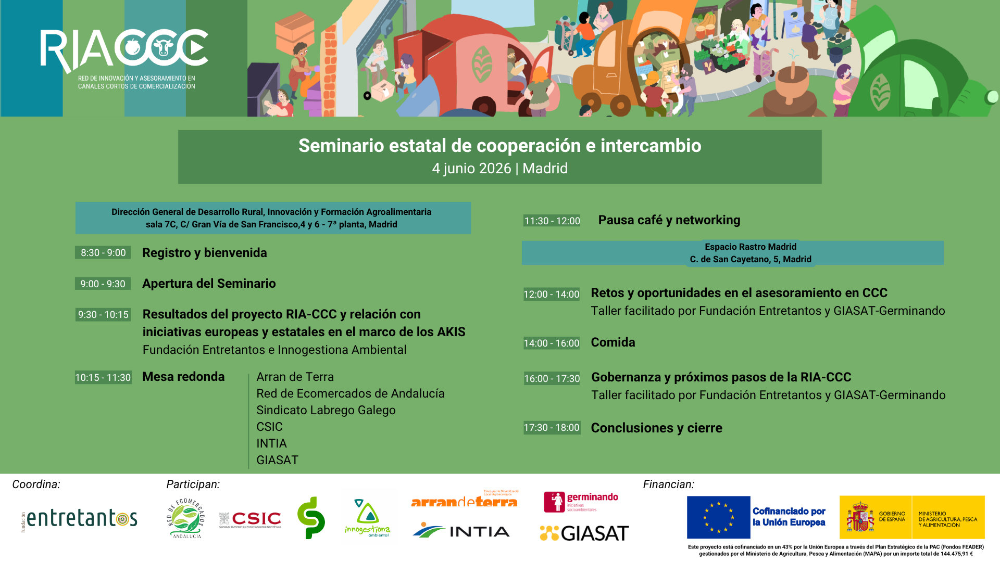 RIACCC
RED DE INNOVACIÓN Y ASESORAMIENTO EN
CANALES CORTOS DE COMERCIALIZACIÓN
Seminario estatal de cooperación e intercambio
4 junio 2026 | Madrid
Dirección General de Desarrollo Rural, Innovación y Formación Agroalimentaria
sala 7C, C/ Gran Vía de San Francisco,4 y 6 - 7ª planta, Madrid
8:30 - 9:00 Registro y bienvenida
9:00 - 9:30 Apertura del Seminario
9:30 - 10:15 Resultados del proyecto RIA-CCC y relación con
iniciativas europeas y estatales en el marco de los AKIS
Fundación Entretantos e Innogestiona Ambiental
10:15 - 11:30 Mesa redonda
Arran de Terra
Red de Ecomercados de Andalucía
Sindicato Labrego Galego
CSIC
INTIA
GIASAT
11:30 - 12:00 Pausa café y networking
Espacio Rastro Madrid
C. de San Cayetano, 5, Madrid
12:00 - 14:00 Retos y oportunidades en el asesoramiento en CCC
Taller facilitado por Fundación Entretantos y GIASAT-Germinando
14:00 - 16:00 Comida
16:00 - 17:30 Gobernanza y próximos pasos de la RIA-CCC
Taller facilitado por Fundación Entretantos y GIASAT-Germinando
17:30 - 18:00 Conclusiones y cierre
Coordina:
fundación entretantos
Participan:
RED DE ECOMERCADOS
ANDALUCÍA
CSIC
CONSEJO SUPERIOR DE INVESTIGACIONES CIENTÍFICAS
innogestiona
ambiental
Eines per la Dinamització
Local Agroecològica
arrandeterra
INTIA
germinando
iniciativas
socioambientales
GIASAT
Financian:
Cofinanciado por
la Unión Europea
GOBIERNO
DE ESPAÑA
MINISTERIO
DE AGRICULTURA, PESCA
Y ALIMENTACIÓN
Este proyecto está cofinanciado en un 43% por la Unión Europea a través del Plan Estratégico de la PAC (Fondos FEADER)
gestionados por el Ministerio de Agricultura, Pesca y Alimentación (MAPA) por un importe total de 144.475,91 €